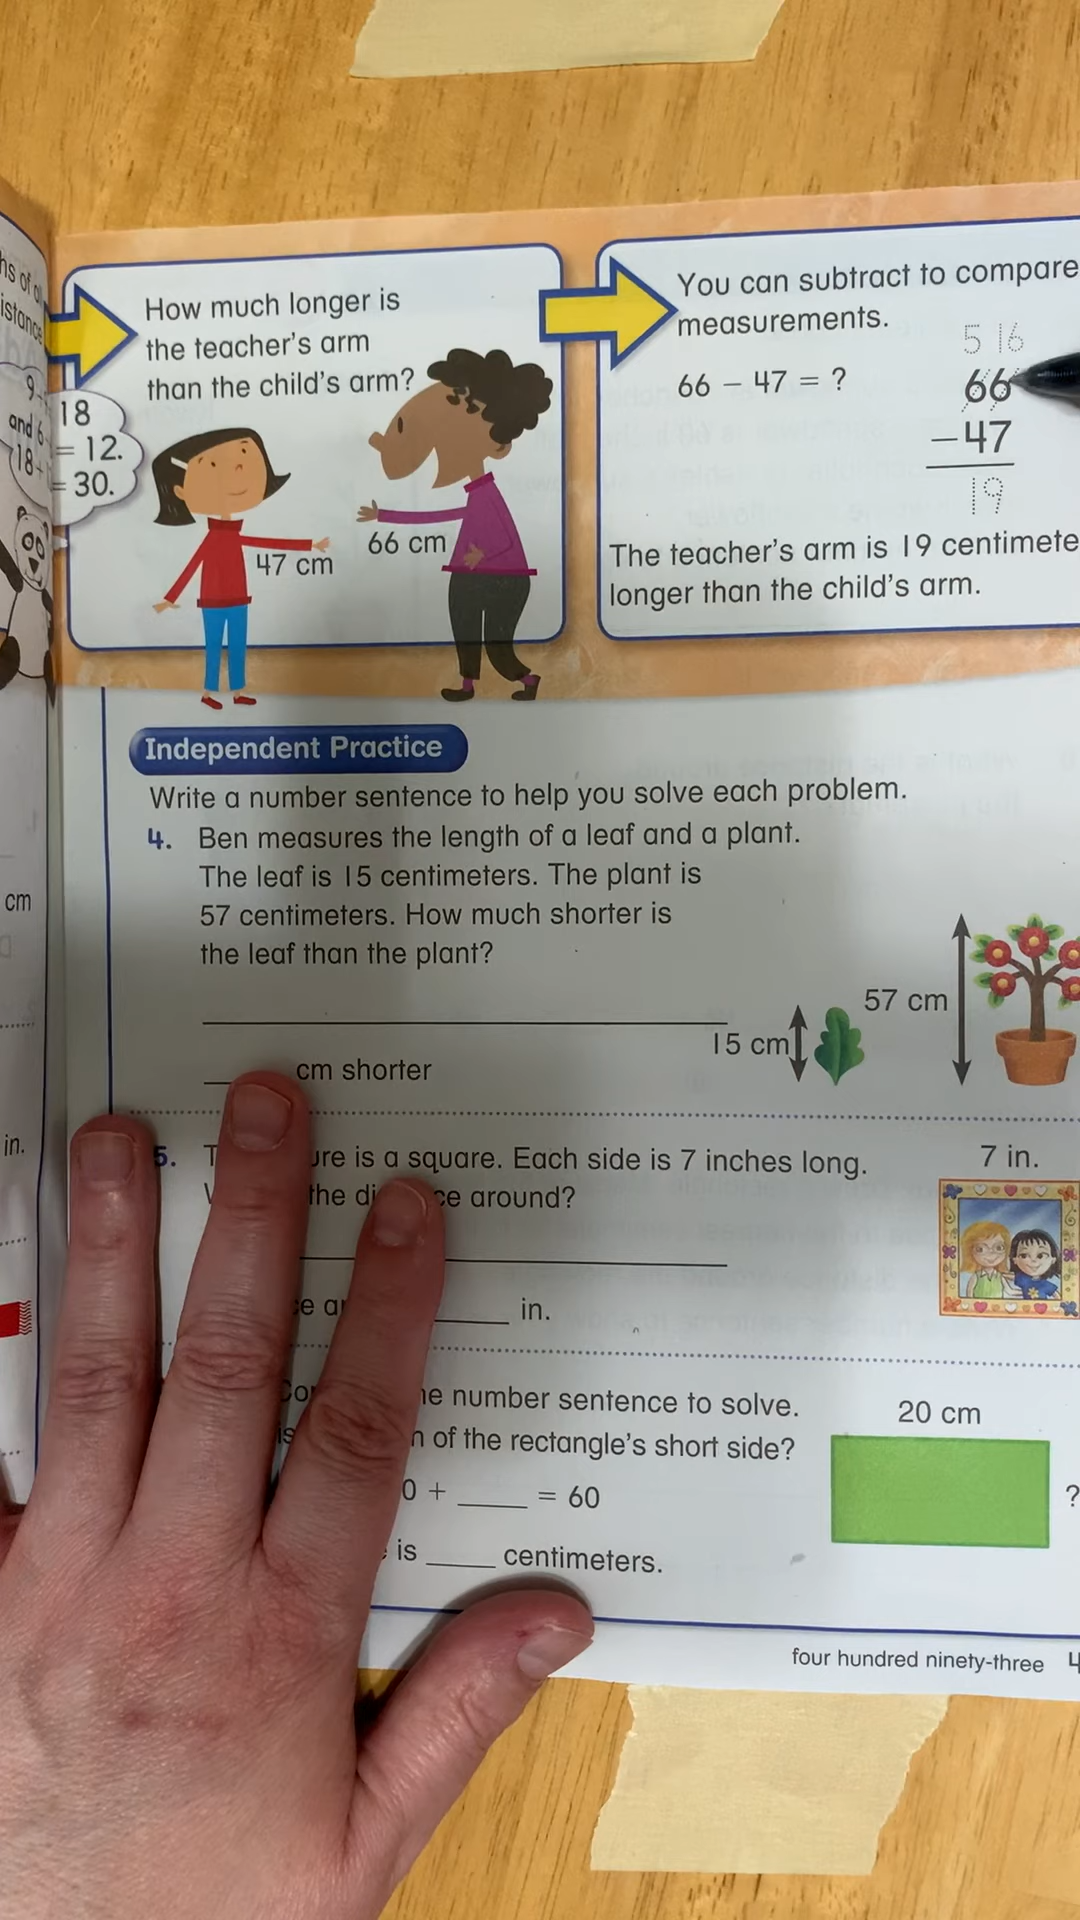 How much longer is
the teacher's arm
than the child's arm?
18
= 12.
= 30.
47 cm
66 cm
You can subtract to compare
measurements.
66 − 47 = ?
5 16
66
−47
19
The teacher's arm is 19
longer than the child's arm.
Independent Practice
Write a number sentence to help you solve each problem.
4. Ben measures the length of a leaf and a plant.
The leaf is 15 centimeters. The plant is
57 centimeters. How much shorter is
the leaf than the plant?
15 cm
57 cm
cm shorter
5. is a square. Each side is 7 inches long.
the around?
7 in.
in.
number sentence to solve.
of the rectangle's short side?
20 cm
+ ____ = 60
?
is ____ centimeters.
four hundred ninety-three
cm
in.